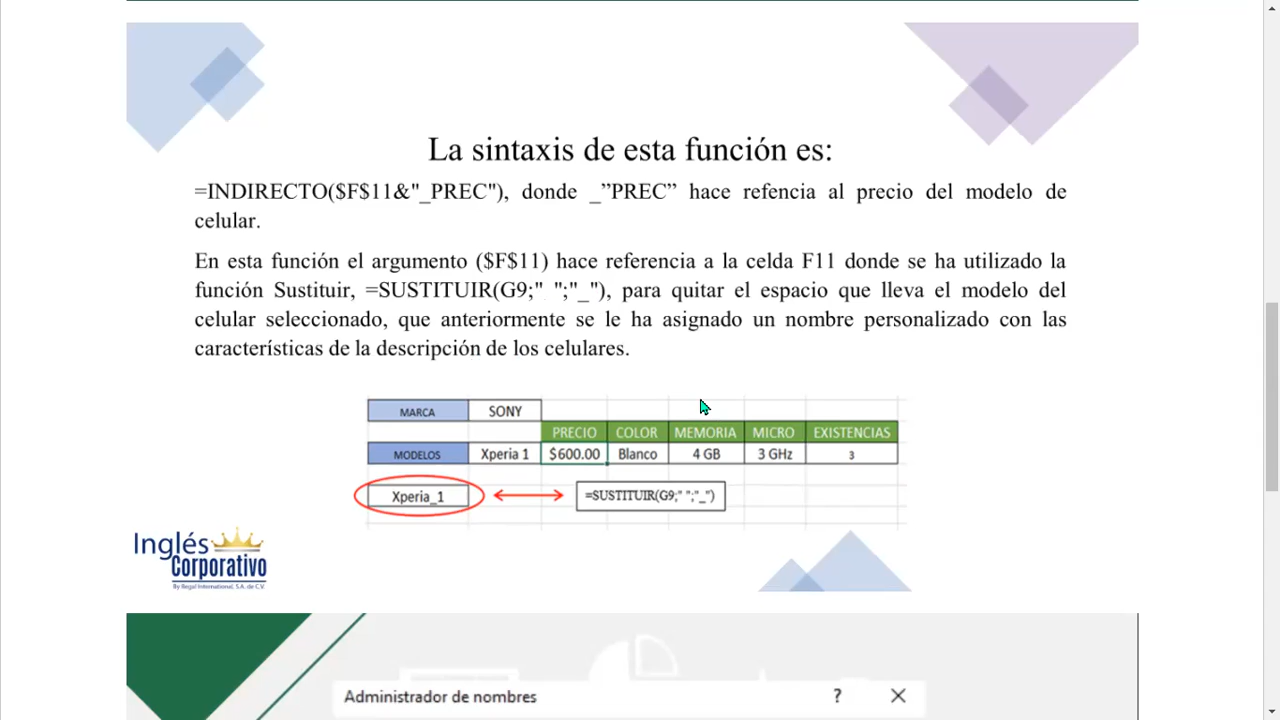 La sintaxis de esta función es:
=INDIRECTO($F$11&"_PREC"), donde _”PREC” hace refencia al precio del modelo de
celular.
En esta función el argumento ($F$11) hace referencia a la celda F11 donde se ha utilizado la
función Sustituir, =SUSTITUIR(G9;" ";"_"), para quitar el espacio que lleva el modelo del
celular seleccionado, que anteriormente se le ha asignado un nombre personalizado con las
características de la descripción de los celulares.
MARCA SONY
PRECIO COLOR MEMORIA MICRO EXISTENCIAS
MODELOS Xperia 1 $600.00 Blanco 4 GB 3 GHz 3
Xperia_1 =SUSTITUIR(G9;" ";"_")
Inglés
Corporativo
By Regal International, S.A. de C.V.
Administrador de nombres ?